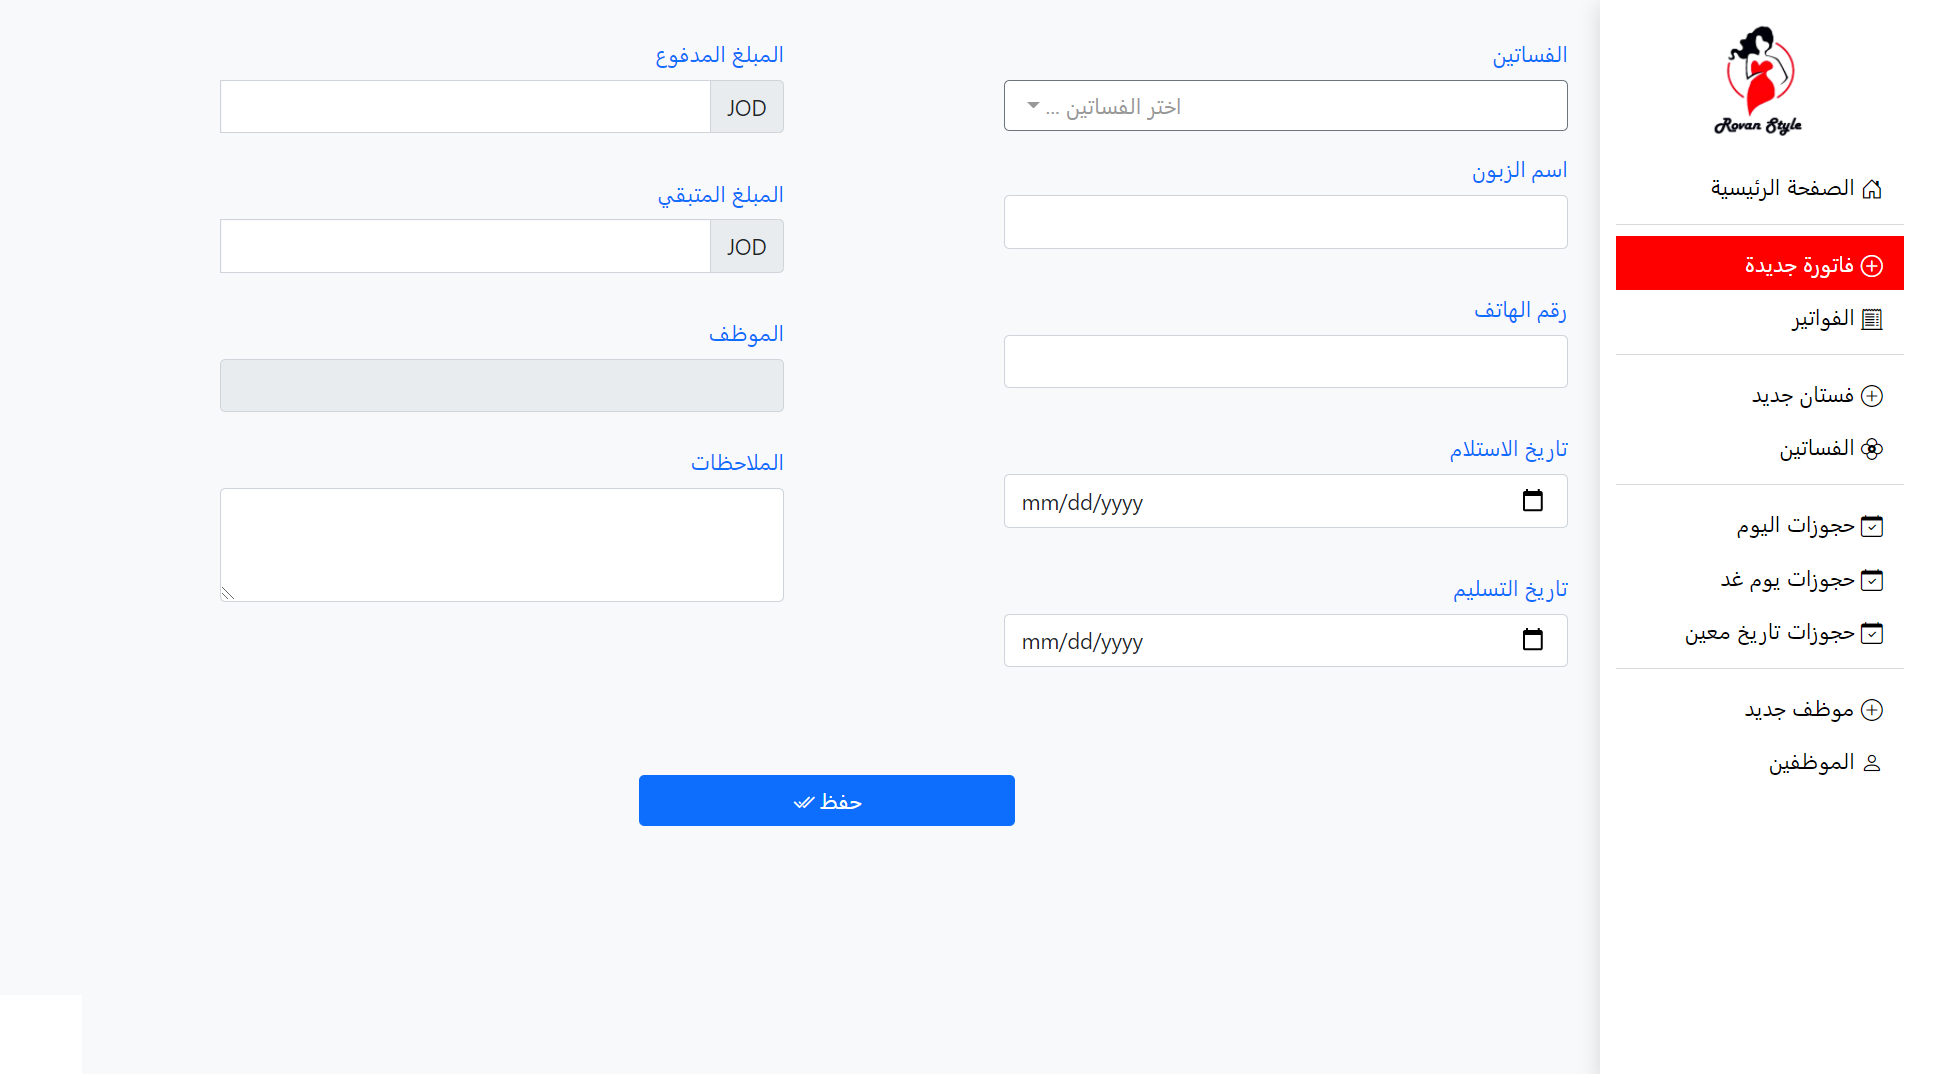 Rovan Style
الصفحة الرئيسية
فاتورة جديدة
الفواتير
فستان جديد
الفساتين
حجوزات اليوم
حجوزات يوم غد
حجوزات تاريخ معين
موظف جديد
الموظفين
الفساتين
اختر الفساتين ...
اسم الزبون
رقم الهاتف
تاريخ الاستلام
mm/dd/yyyy
تاريخ التسليم
mm/dd/yyyy
المبلغ المدفوع
JOD
المبلغ المتبقي
JOD
الموظف
الملاحظات
حفظ